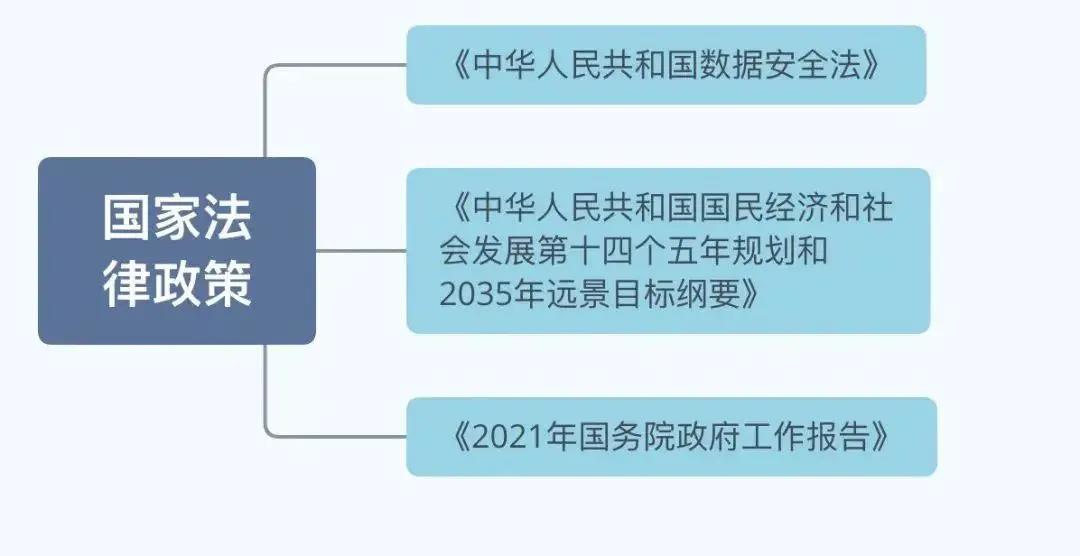 《中华人民共和国数据安全法》
国家法
律政策
《中华人民共和国国民经济和社
会发展第十四个五年规划和
2035年远景目标纲要》
《2021年国务院政府工作报告》